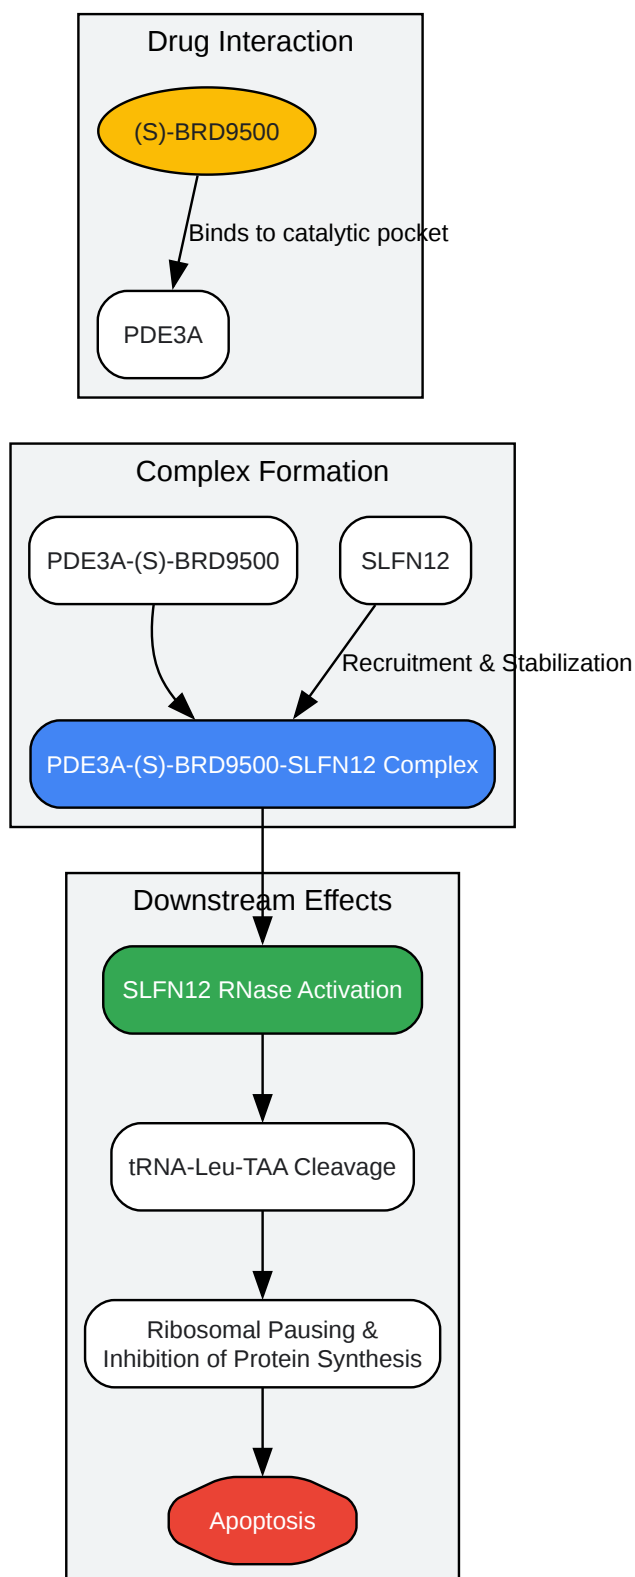 Drug Interaction
(S)-BRD9500
Binds to catalytic pocket
PDE3A
Complex Formation
PDE3A-(S)-BRD9500
SLFN12
Recruitment & Stabilization
PDE3A-(S)-BRD9500-SLFN12 Complex
Downstream Effects
SLFN12 RNase Activation
tRNA-Leu-TAA Cleavage
Ribosomal Pausing &
Inhibition of Protein Synthesis
Apoptosis